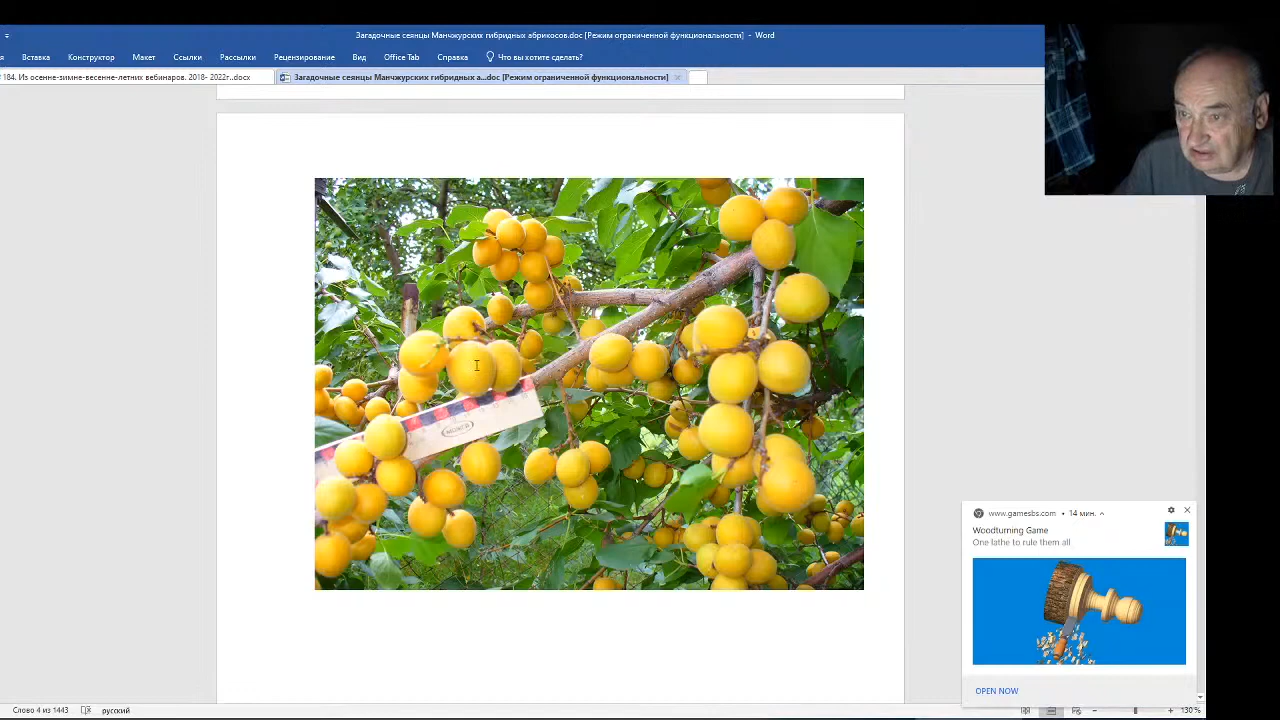 Загадочные сеянцы Манчжурских гибридных абрикосов.doc [Режим ограниченной функциональности] - Word
Вставка Конструктор Макет Ссылки Рассылки Рецензирование Вид Office Tab Справка Что вы хотите сделать?
184. Из осенне-зимне-весенне-летних вебинаров. 2018- 2022г..docx
Загадочные сеянцы Манчжурских гибридных а...doc [Режим ограниченной функциональности]
www.gamesbs.com • 14 мин.
Woodturning Game
One lathe to rule them all
OPEN NOW
Слово 4 из 1443 русский
130%